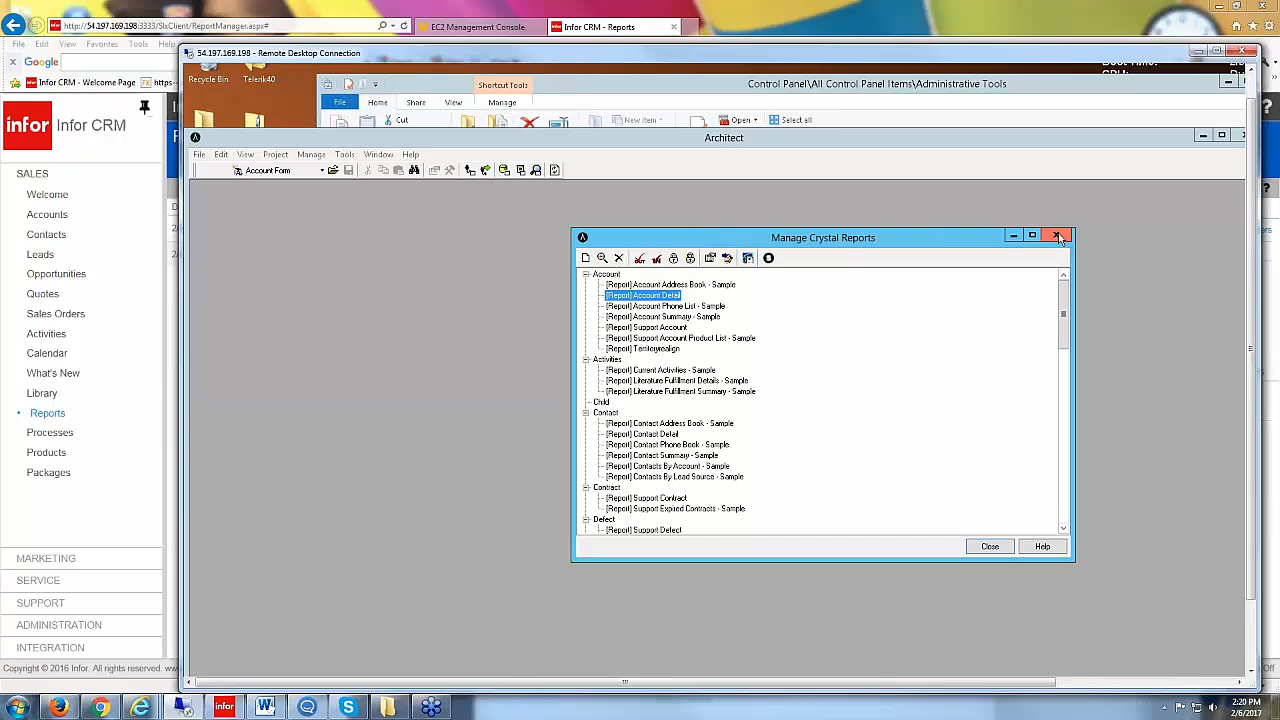 http://54.197.169.198:3333/SlxClient/ReportManager.aspx#
EC2 Management Console
Infor CRM - Reports
File Edit View Favorites Tools Help
Google
Infor CRM - Welcome Page
https-
54.197.169.198 - Remote Desktop Connection
Recycle Bin
Telerik40
Shortcut Tools
Control Panel\All Control Panel Items\Administrative Tools
File Home Share View Manage
Cut
New item
Open
Select all
infor
Infor CRM
SALES
Welcome
Accounts
Contacts
Leads
Opportunities
Quotes
Sales Orders
Activities
Calendar
What's New
Library
Reports
Processes
Products
Packages
MARKETING
SERVICE
SUPPORT
ADMINISTRATION
INTEGRATION
Copyright © 2016 Infor. All rights reserved. www
Architect
File Edit View Project Manage Tools Window Help
Account Form
Manage Crystal Reports
Account
[Report] Account Address Book - Sample
[Report] Account Detail
[Report] Account Phone List - Sample
[Report] Account Summary - Sample
[Report] Support Account
[Report] Support Account Product List - Sample
[Report] Territoryrealign
Activities
[Report] Current Activities - Sample
[Report] Literature Fulfillment Details - Sample
[Report] Literature Fulfillment Summary - Sample
Child
Contact
[Report] Contact Address Book - Sample
[Report] Contact Detail
[Report] Contact Phone Book - Sample
[Report] Contact Summary - Sample
[Report] Contacts By Account - Sample
[Report] Contacts By Lead Source - Sample
Contract
[Report] Support Contract
[Report] Support Expired Contracts - Sample
Defect
[Report] Support Defect
Close
Help
infor
2:20 PM
2/6/2017